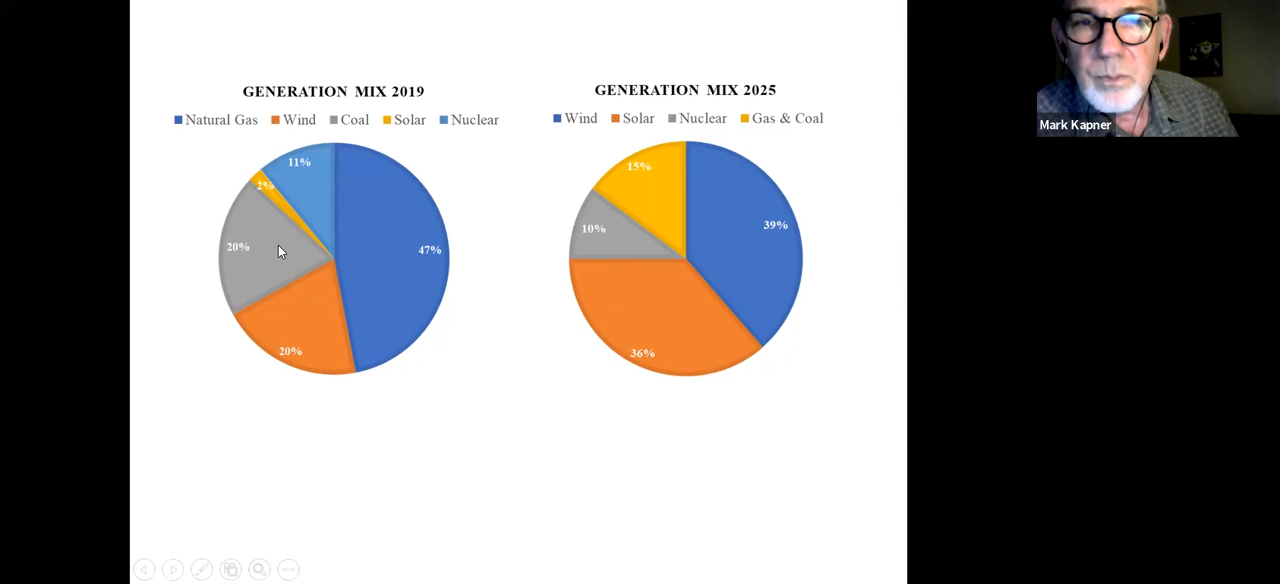 GENERATION MIX 2019
Natural Gas Wind Coal Solar Nuclear
11%
2%
20%
47%
20%
GENERATION MIX 2025
Wind Solar Nuclear Gas & Coal
15%
39%
10%
36%
Mark Kapner